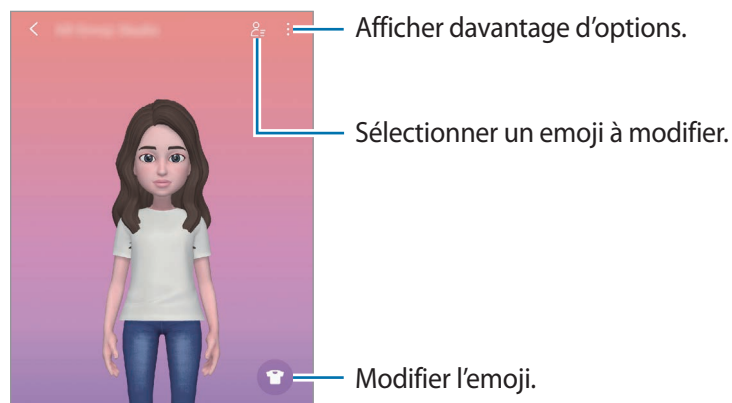 Afficher davantage d’options.
Sélectionner un emoji à modifier.
Modifier l’emoji.